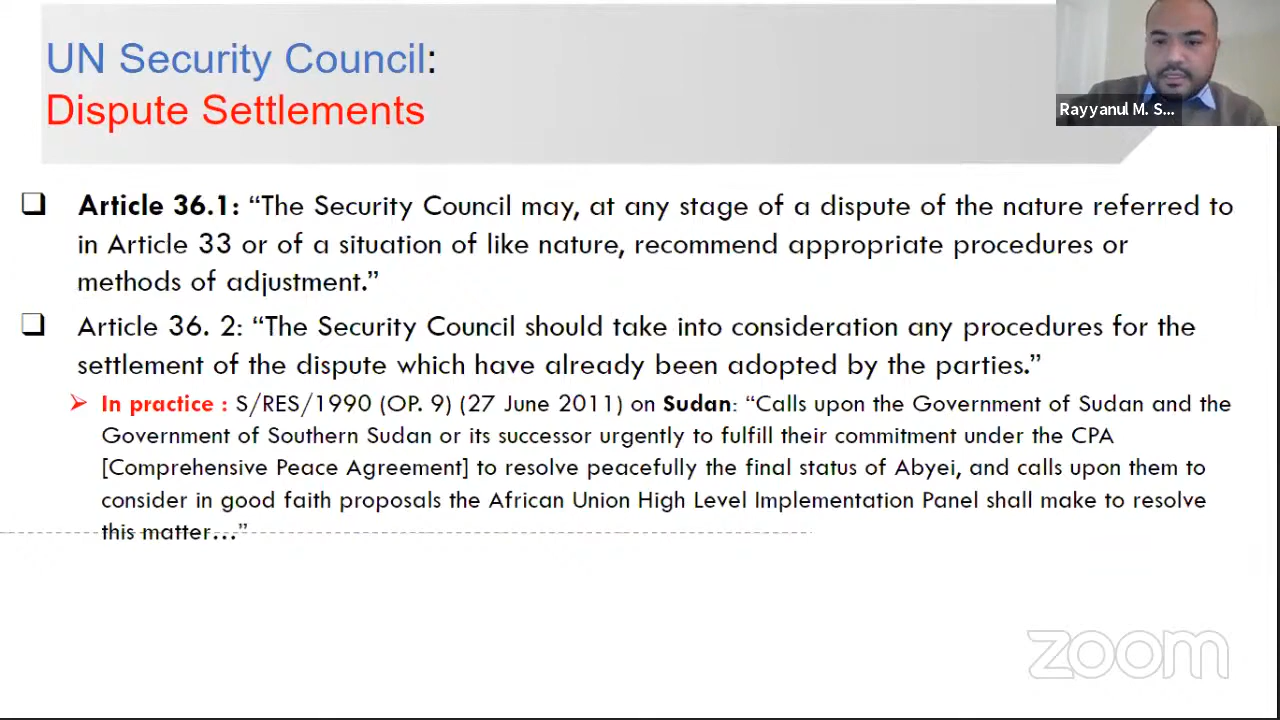 UN Security Council:
Dispute Settlements
Rayyanul M. S...
❑ Article 36.1: “The Security Council may, at any stage of a dispute of the nature referred to
in Article 33 or of a situation of like nature, recommend appropriate procedures or
methods of adjustment.”
❑ Article 36. 2: “The Security Council should take into consideration any procedures for the
settlement of the dispute which have already been adopted by the parties.”
➢ In practice : S/RES/1990 (OP. 9) (27 June 2011) on Sudan: “Calls upon the Government of Sudan and the
Government of Southern Sudan or its successor urgently to fulfill their commitment under the CPA
[Comprehensive Peace Agreement] to resolve peacefully the final status of Abyei, and calls upon them to
consider in good faith proposals the African Union High Level Implementation Panel shall make to resolve
this matter…”
zoom